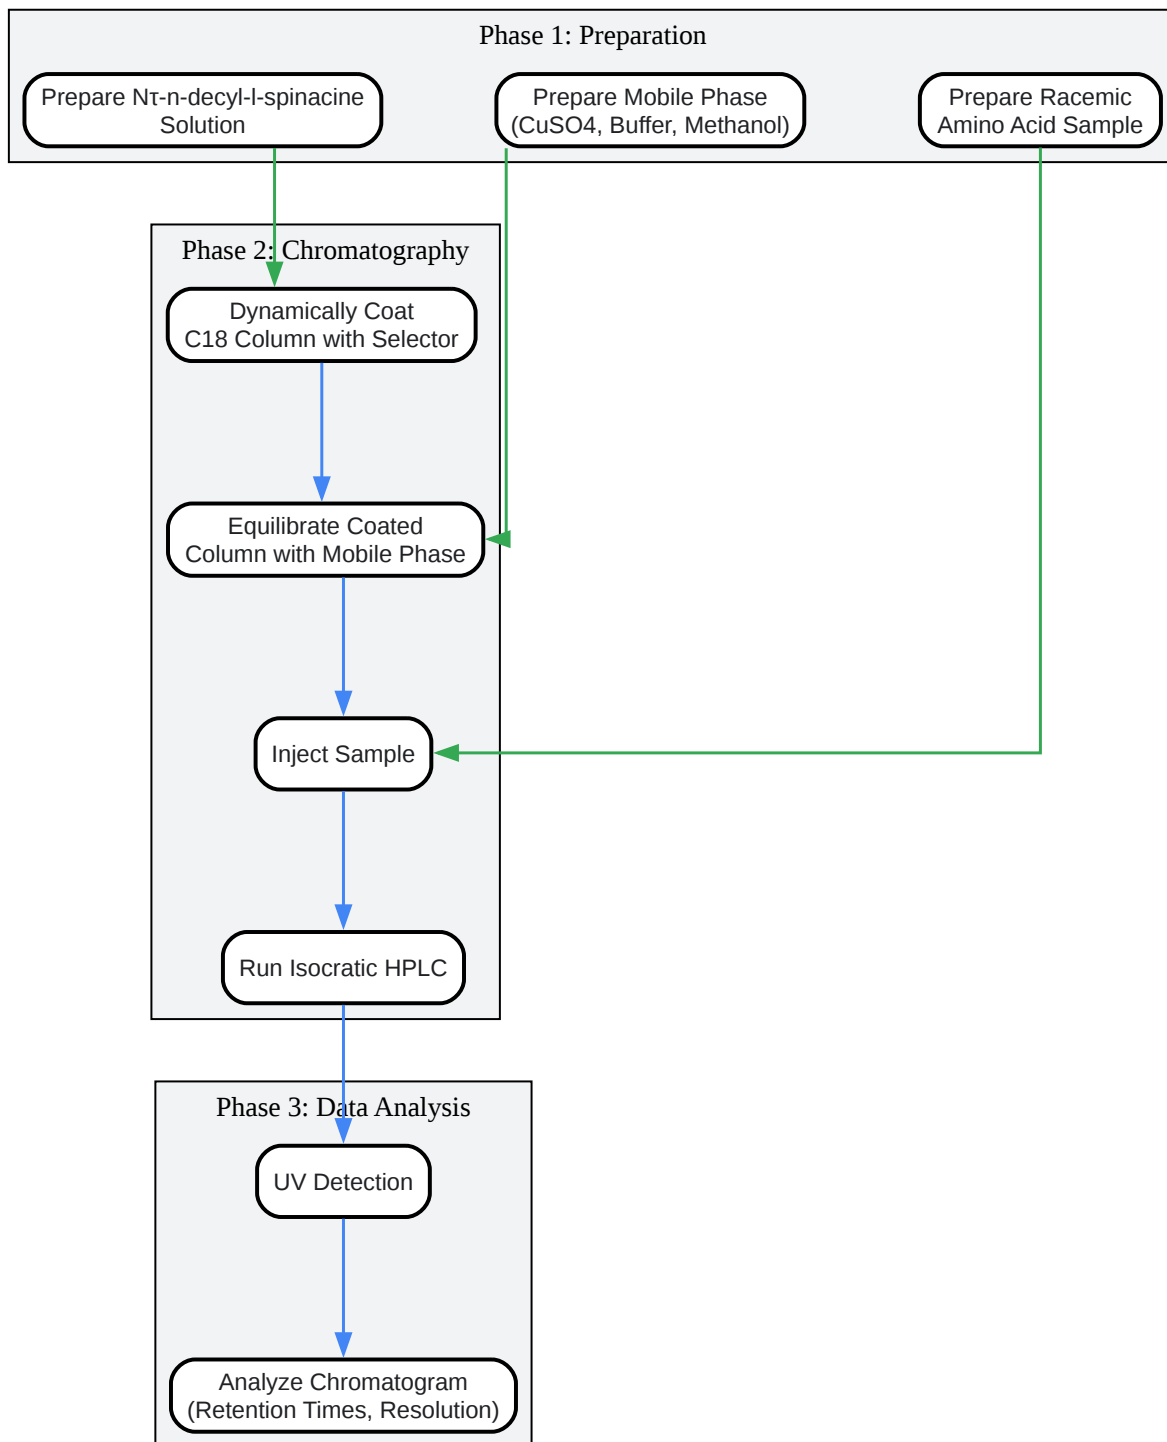 Phase 1: Preparation
Prepare Nτ-n-decyl-l-spinacine
Solution
Prepare Mobile Phase
(CuSO4, Buffer, Methanol)
Prepare Racemic
Amino Acid Sample
Phase 2: Chromatography
Dynamically Coat
C18 Column with Selector
Equilibrate Coated
Column with Mobile Phase
Inject Sample
Run Isocratic HPLC
Phase 3: Data Analysis
UV Detection
Analyze Chromatogram
(Retention Times, Resolution)